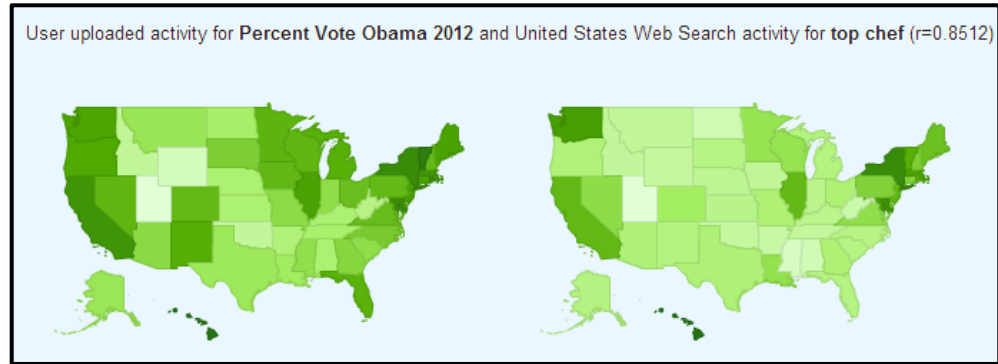 User uploaded activity for Percent Vote Obama 2012 and United States Web Search activity for top chef (r=0.8512)